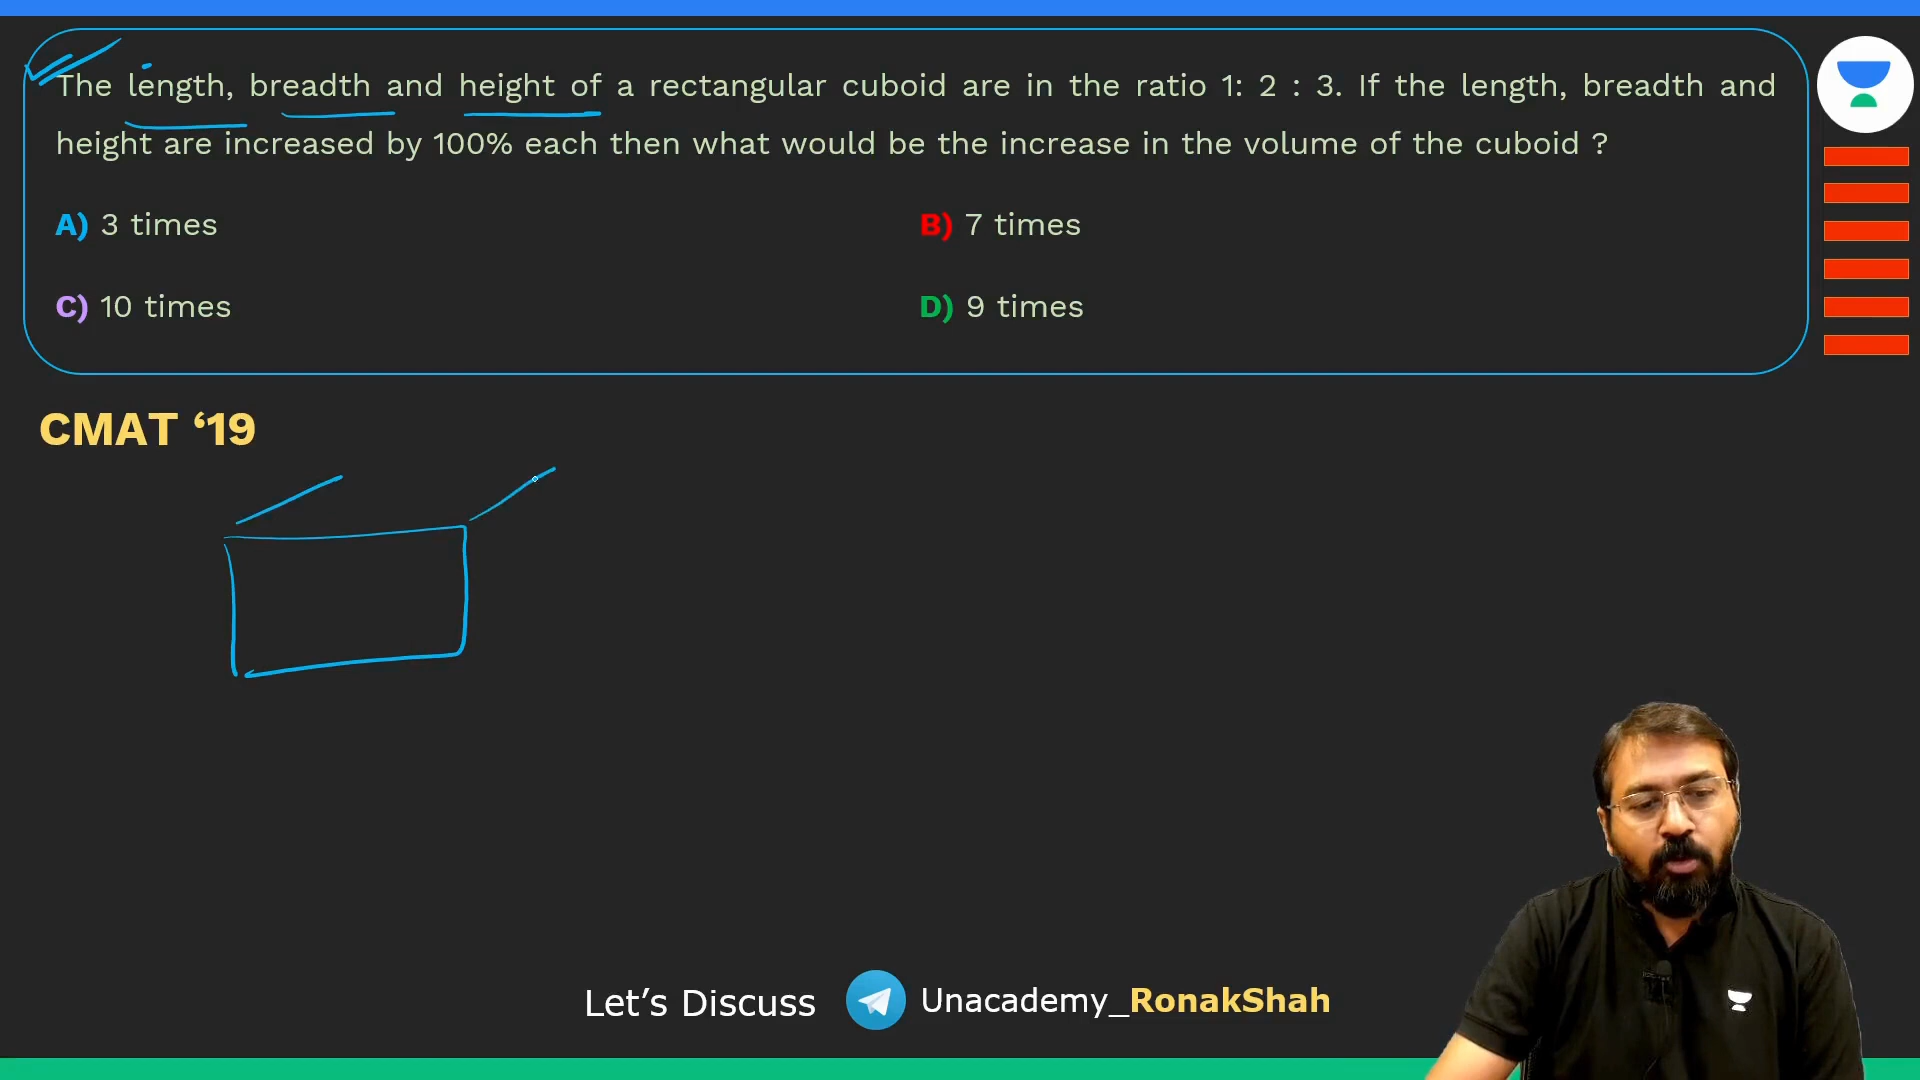 The length, breadth and height of a rectangular cuboid are in the ratio 1: 2 : 3. If the length, breadth and
height are increased by 100% each then what would be the increase in the volume of the cuboid ?
A) 3 times
B) 7 times
C) 10 times
D) 9 times
CMAT ‘19
Let’s Discuss
Unacademy_RonakShah